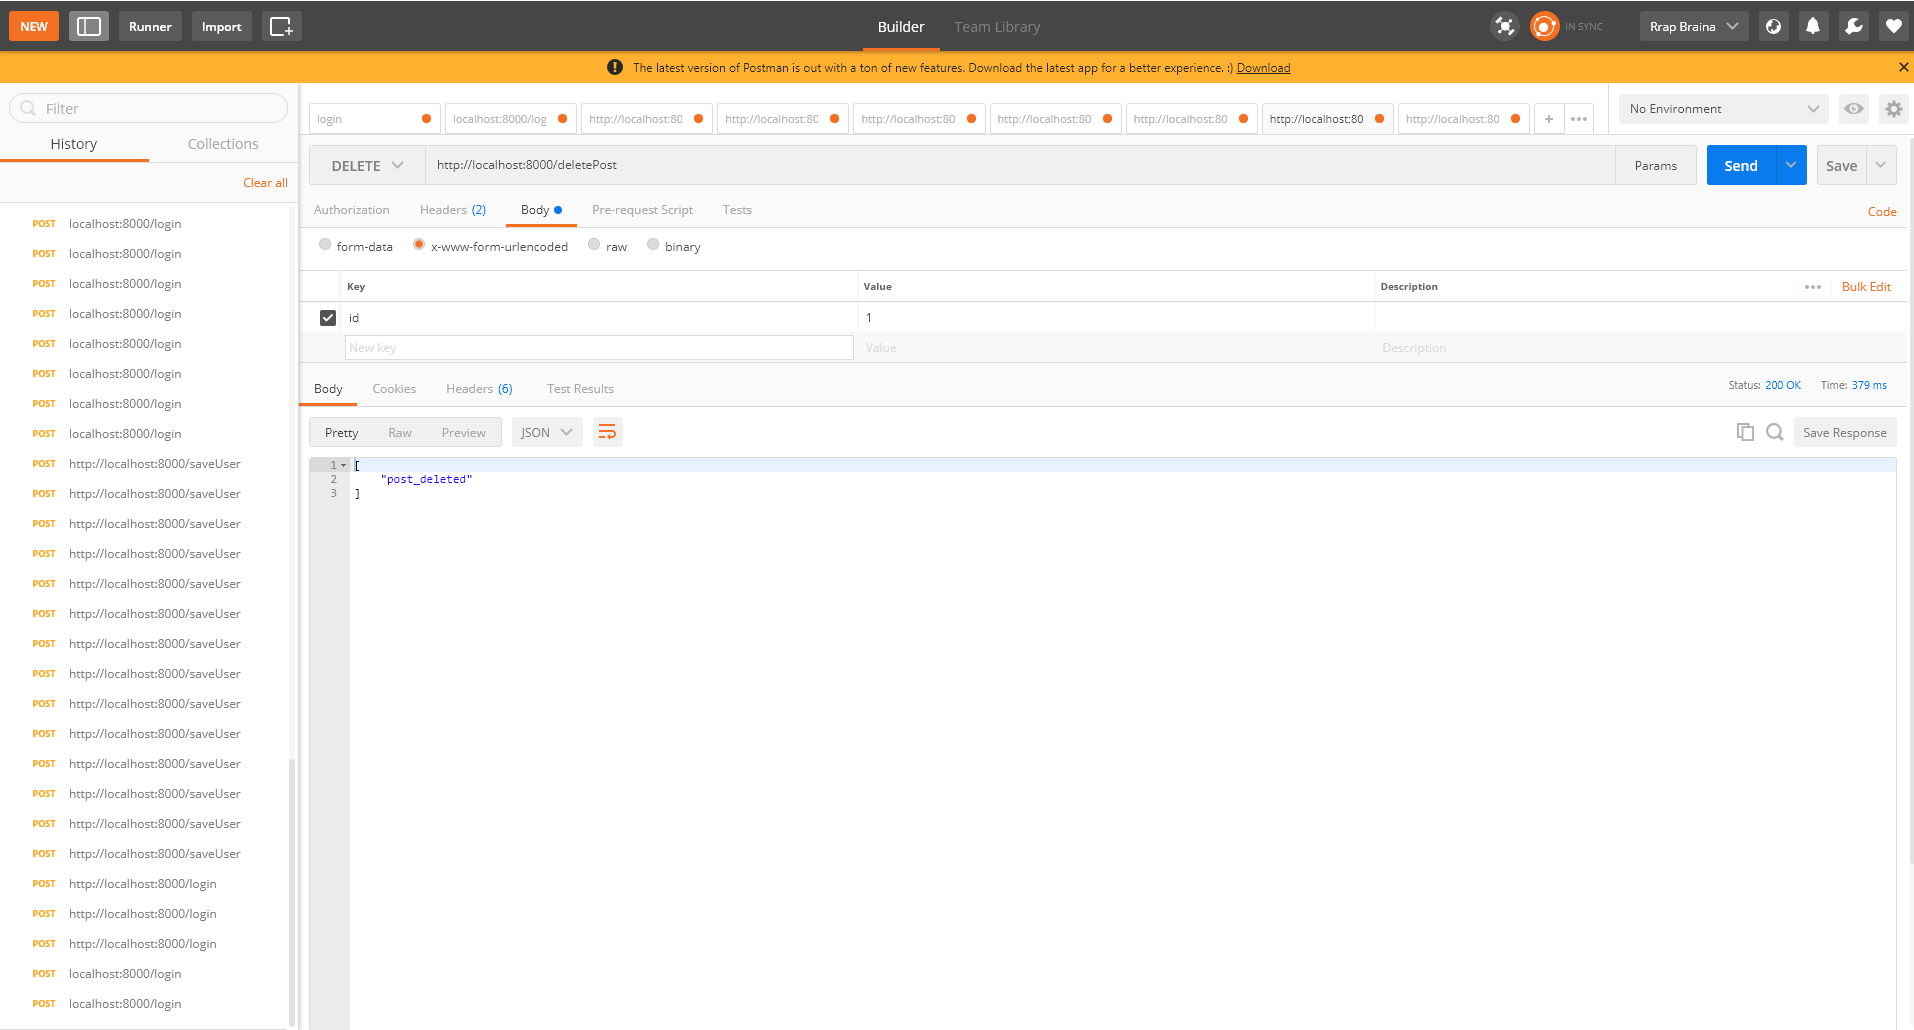 NEW Runner Import Builder Team Library IN SYNC Rrap Braina
The latest version of Postman is out with a ton of new features. Download the latest app for a better experience. :) Download
Filter
History Collections
Clear all
POST localhost:8000/login
POST localhost:8000/login
POST localhost:8000/login
POST localhost:8000/login
POST localhost:8000/login
POST localhost:8000/login
POST localhost:8000/login
POST localhost:8000/login
POST http://localhost:8000/saveUser
POST http://localhost:8000/saveUser
POST http://localhost:8000/saveUser
POST http://localhost:8000/saveUser
POST http://localhost:8000/saveUser
POST http://localhost:8000/saveUser
POST http://localhost:8000/saveUser
POST http://localhost:8000/saveUser
POST http://localhost:8000/saveUser
POST http://localhost:8000/saveUser
POST http://localhost:8000/saveUser
POST http://localhost:8000/saveUser
POST http://localhost:8000/saveUser
POST http://localhost:8000/saveUser
POST http://localhost:8000/login
POST http://localhost:8000/login
POST http://localhost:8000/login
POST localhost:8000/login
POST localhost:8000/login
login localhost:8000/log http://localhost:80 http://localhost:80 http://localhost:80 http://localhost:80 http://localhost:80 http://localhost:80 http://localhost:80 + No Environment
DELETE http://localhost:8000/deletePost Params Send Save
Authorization Headers (2) Body Pre-request Script Tests Code
form-data x-www-form-urlencoded raw binary
Key Value Description Bulk Edit
id 1
New key Value Description
Body Cookies Headers (6) Test Results Status: 200 OK Time: 379 ms
Pretty Raw Preview JSON Save Response
1 [
2 "post_deleted"
3 ]